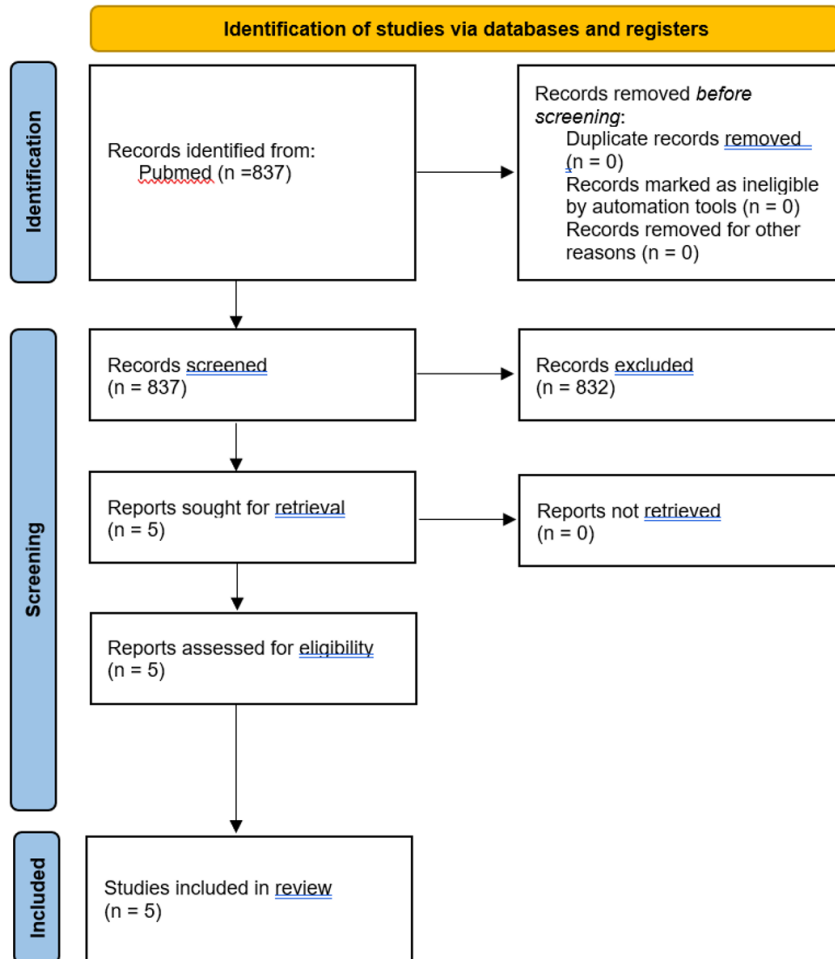 Identification of studies via databases and registers
Identification
Records identified from:
Pubmed (n =837)
Records removed before
screening:
Duplicate records removed
(n = 0)
Records marked as ineligible
by automation tools (n = 0)
Records removed for other
reasons (n = 0)
Screening
Records screened
(n = 837)
Records excluded
(n = 832)
Reports sought for retrieval
(n = 5)
Reports not retrieved
(n = 0)
Reports assessed for eligibility
(n = 5)
Included
Studies included in review
(n = 5)